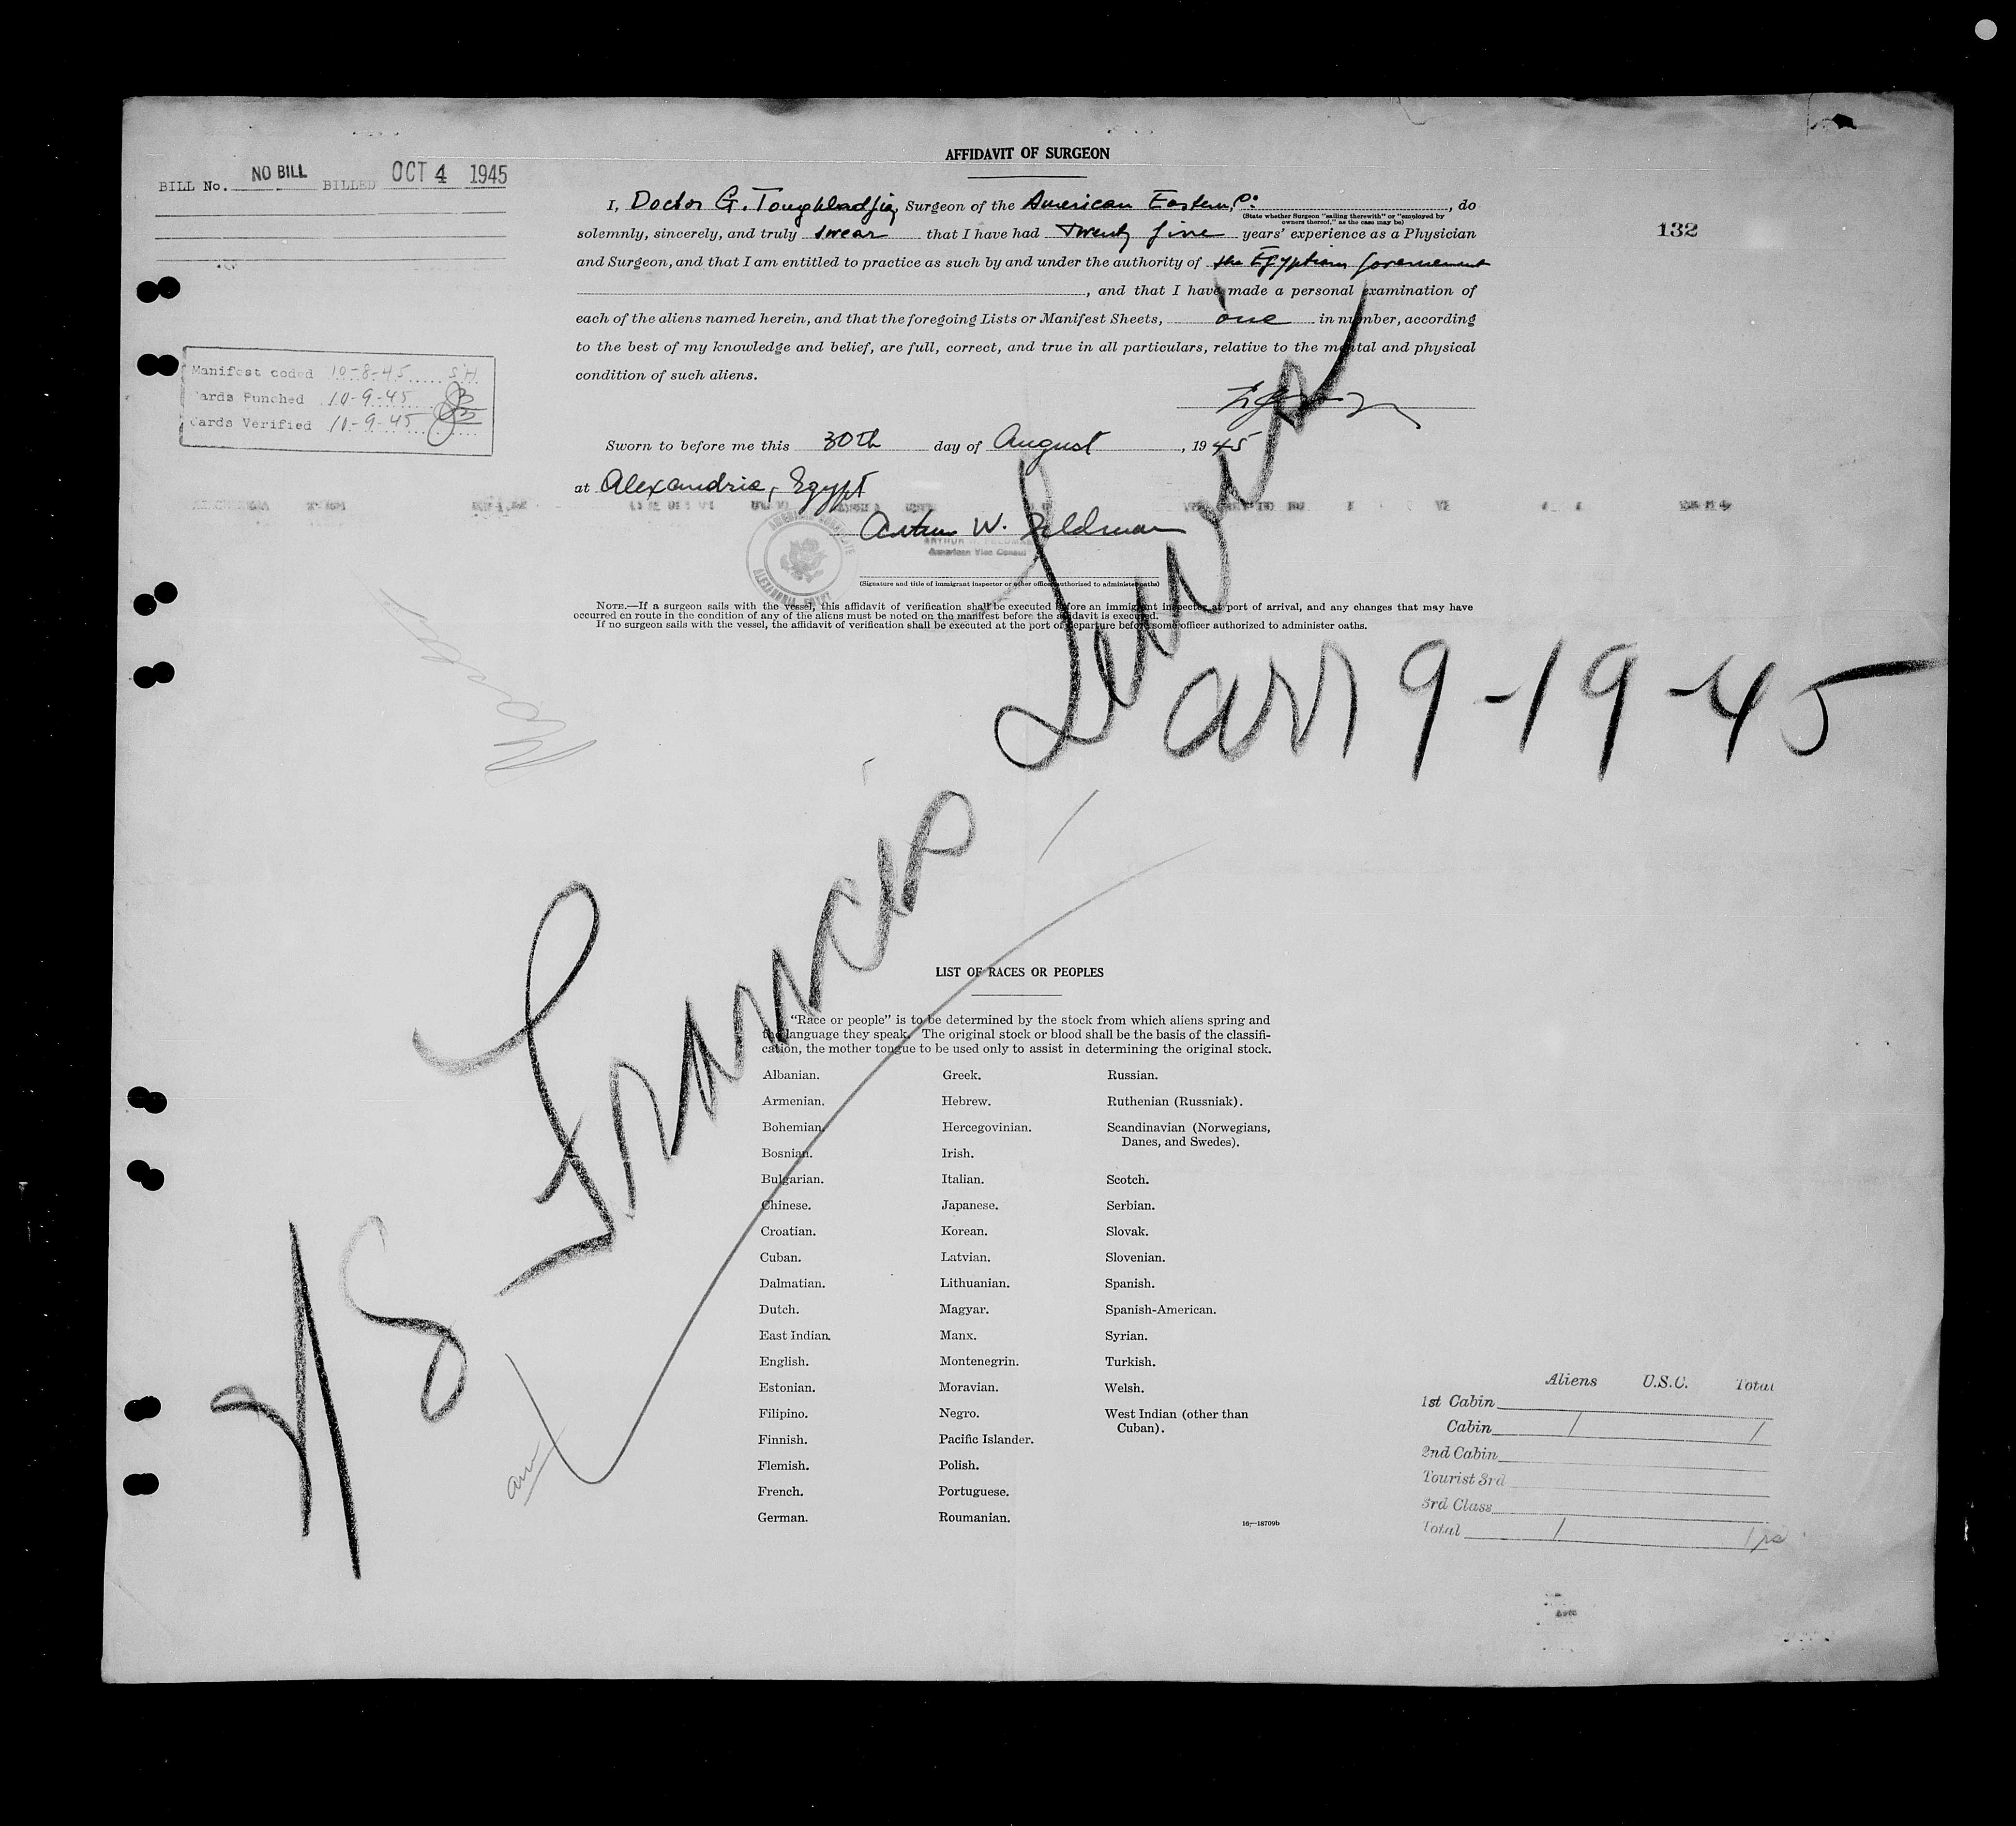 AFFIDAVIT OF SURGEON
BILL No. NO BILL BILLED OCT 4 1945
I, Doctor G. Toughladjia, Surgeon of the American Eastern, , do
(State whether Surgeon "sailing therewith" or "employed by
owners thereof," as the case may be)
solemnly, sincerely, and truly swear that I have had Twenty five years' experience as a Physician
132
and Surgeon, and that I am entitled to practice as such by and under the authority of the Egyptian Government
, and that I have made a personal examination of
each of the aliens named herein, and that the foregoing Lists or Manifest Sheets, one in number, according
to the best of my knowledge and belief, are full, correct, and true in all particulars, relative to the mental and physical
condition of such aliens.
Manifest coded 10-8-45 SH
Cards Punched 10-9-45
Cards Verified 10-9-45
Sworn to before me this 30th day of August, 1945
at Alexandria, Egypt
Arthur W. Feldman
ARTHUR W. FELDMAN
American Vice Consul
AMERICAN CONSULATE
ALEXANDRIA, EGYPT
(Signature and title of immigrant inspector or other officer authorized to administer oaths)
NOTE.—If a surgeon sails with the vessel, this affidavit of verification shall be executed before an immigrant inspector at port of arrival, and any changes that may have
occurred en route in the condition of any of the aliens must be noted on the manifest before the affidavit is executed.
If no surgeon sails with the vessel, the affidavit of verification shall be executed at the port of departure before some officer authorized to administer oaths.
arr 9-19-45
S Francis
LIST OF RACES OR PEOPLES
"Race or people" is to be determined by the stock from which aliens spring and
the language they speak. The original stock or blood shall be the basis of the classifi-
cation, the mother tongue to be used only to assist in determining the original stock.
Albanian. Greek. Russian.
Armenian. Hebrew. Ruthenian (Russniak).
Bohemian. Hercegovinian. Scandinavian (Norwegians,
Danes, and Swedes).
Bosnian. Irish.
Bulgarian. Italian. Scotch.
Chinese. Japanese. Serbian.
Croatian. Korean. Slovak.
Cuban. Latvian. Slovenian.
Dalmatian. Lithuanian. Spanish.
Dutch. Magyar. Spanish-American.
East Indian. Manx. Syrian.
English. Montenegrin. Turkish.
Estonian. Moravian. Welsh.
Filipino. Negro. West Indian (other than
Cuban).
Finnish. Pacific Islander.
Flemish. Polish.
French. Portuguese.
German. Roumanian.
16—18709b
Aliens U.S.C. Total
1st Cabin
Cabin 1 1
2nd Cabin
Tourist 3rd
3rd Class
Total 1 1